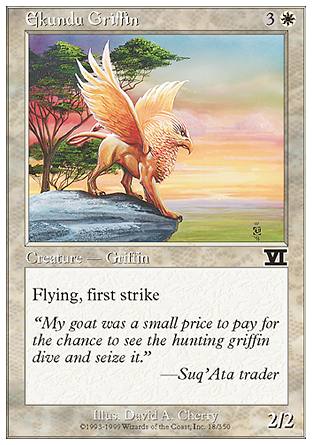 Ekundu Griffin 3
Creature — Griffin VI
Flying, first strike
“My goat was a small price to pay for
the chance to see the hunting griffin
dive and seize it.”
—Suq’Ata trader
Illus. David A. Cherry
©1993-1999 Wizards of the Coast, Inc. 18/350
2/2